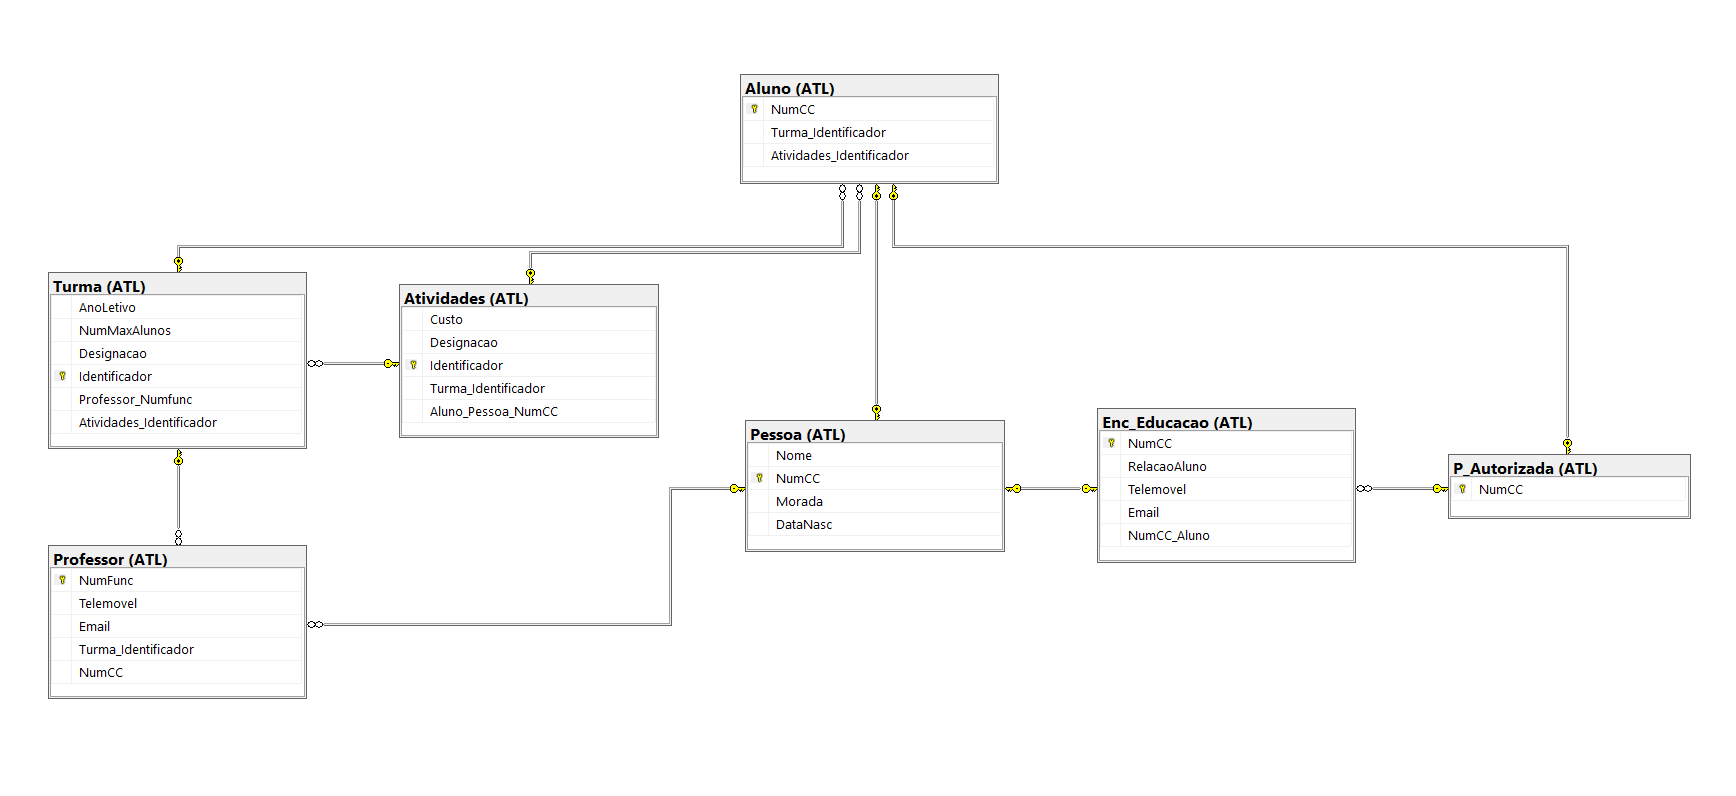 Aluno (ATL)
NumCC
Turma_Identificador
Atividades_Identificador
Turma (ATL)
AnoLetivo
NumMaxAlunos
Designacao
Identificador
Professor_Numfunc
Atividades_Identificador
Atividades (ATL)
Custo
Designacao
Identificador
Turma_Identificador
Aluno_Pessoa_NumCC
Pessoa (ATL)
Nome
NumCC
Morada
DataNasc
Enc_Educacao (ATL)
NumCC
RelacaoAluno
Telemovel
Email
NumCC_Aluno
P_Autorizada (ATL)
NumCC
Professor (ATL)
NumFunc
Telemovel
Email
Turma_Identificador
NumCC